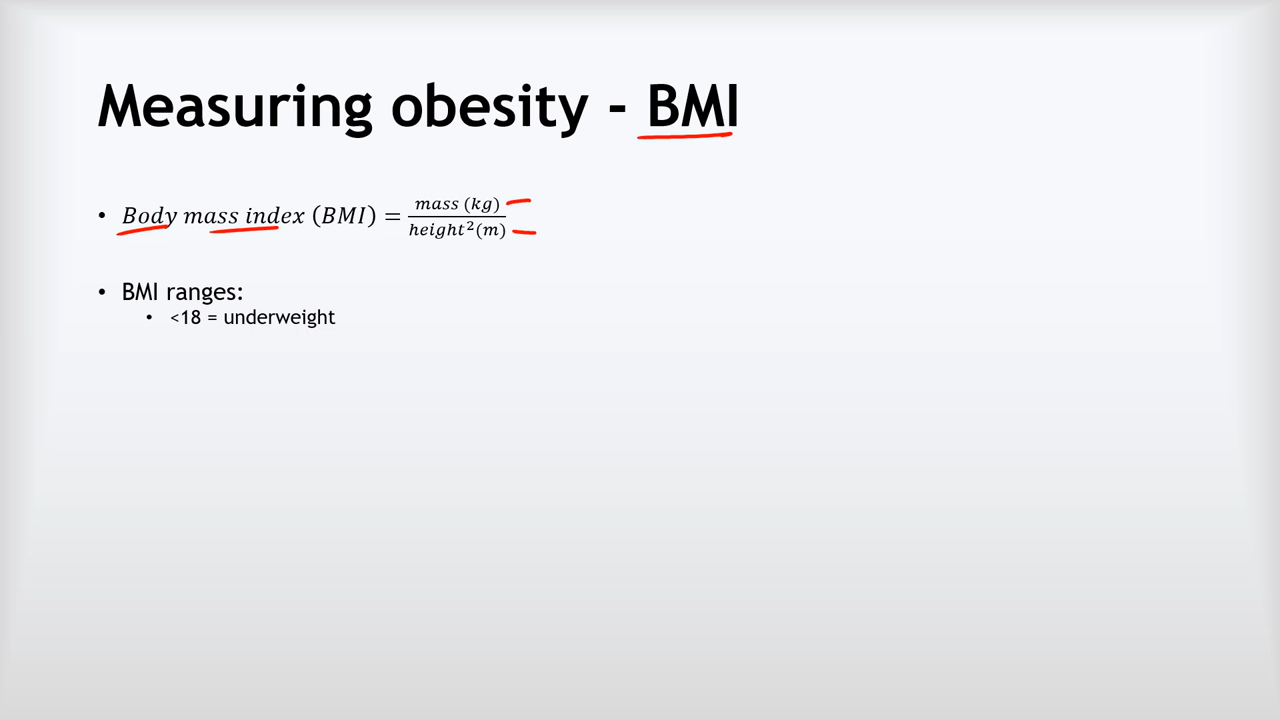 Measuring obesity - BMI
• Body mass index (BMI) = mass (kg) / height²(m)
• BMI ranges:
• <18 = underweight